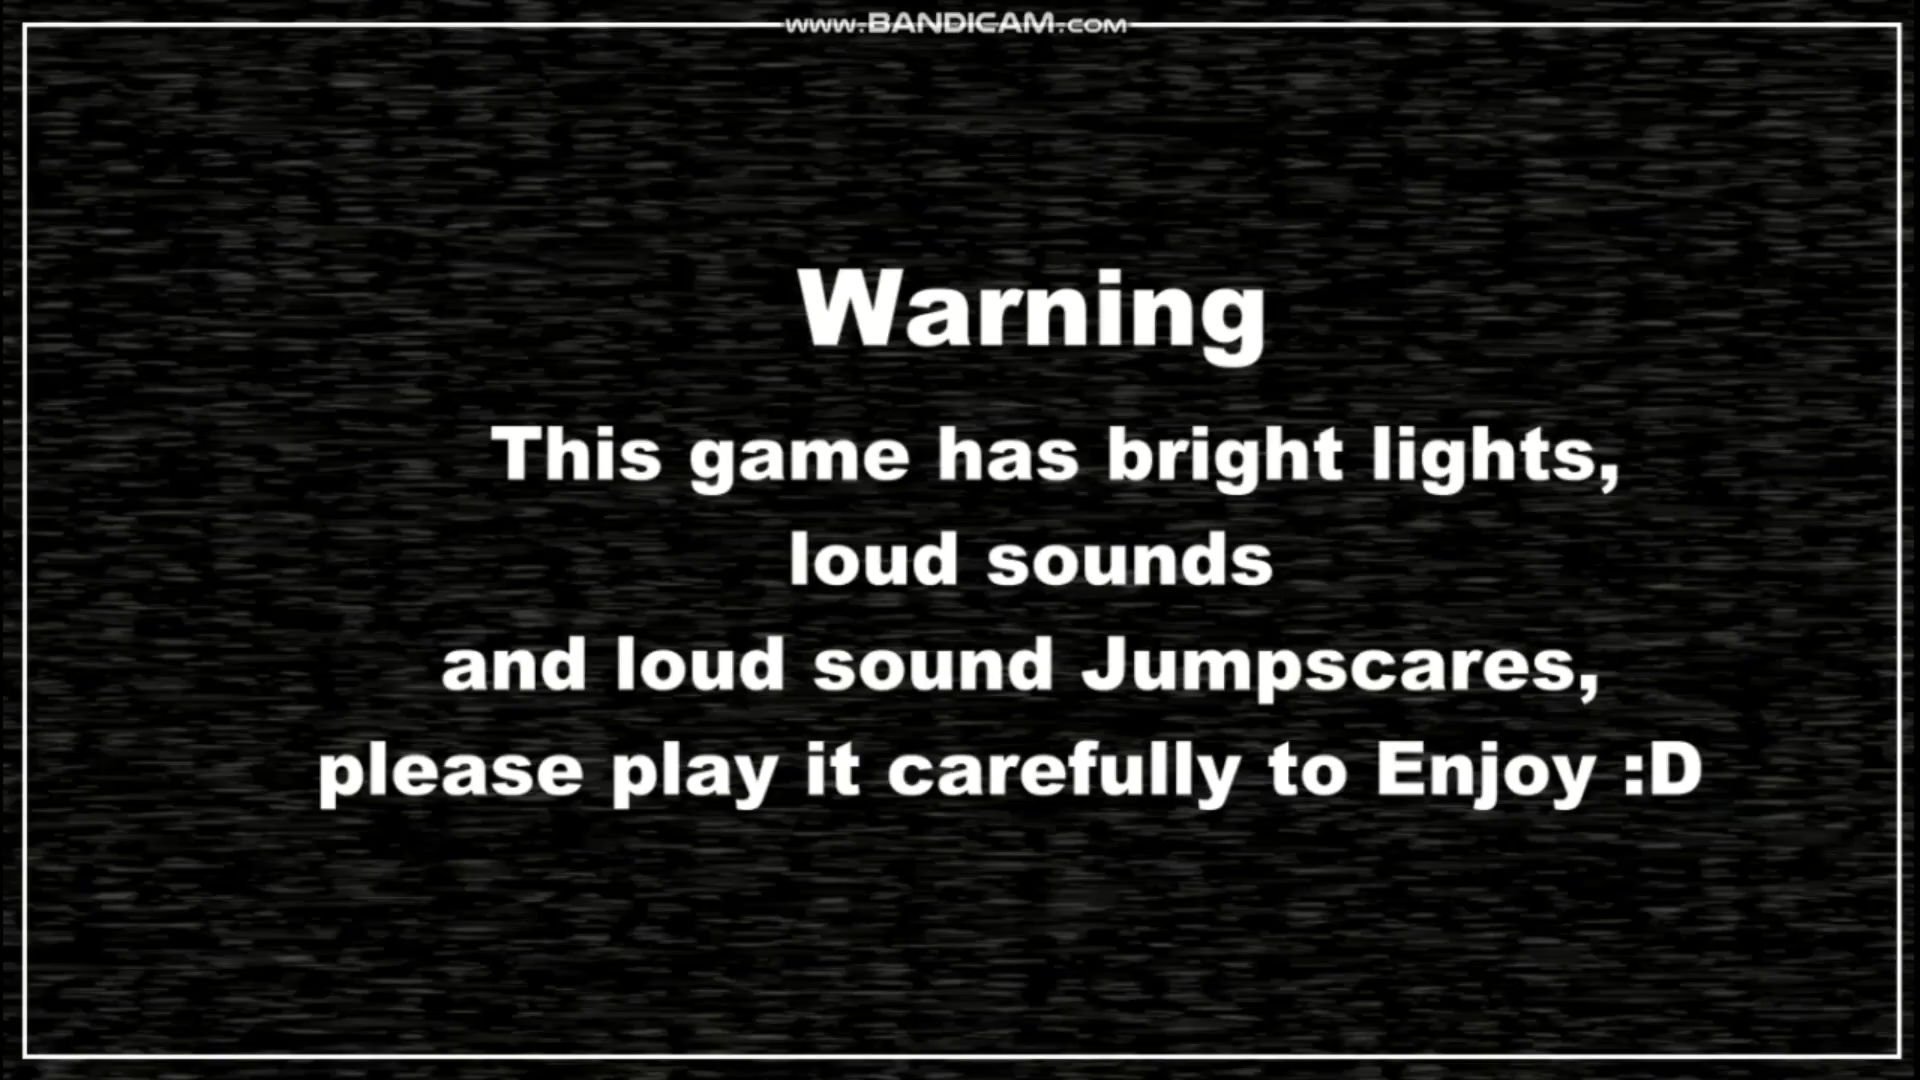 www.BANDICAM.com
Warning
This game has bright lights,
loud sounds
and loud sound Jumpscares,
please play it carefully to Enjoy :D